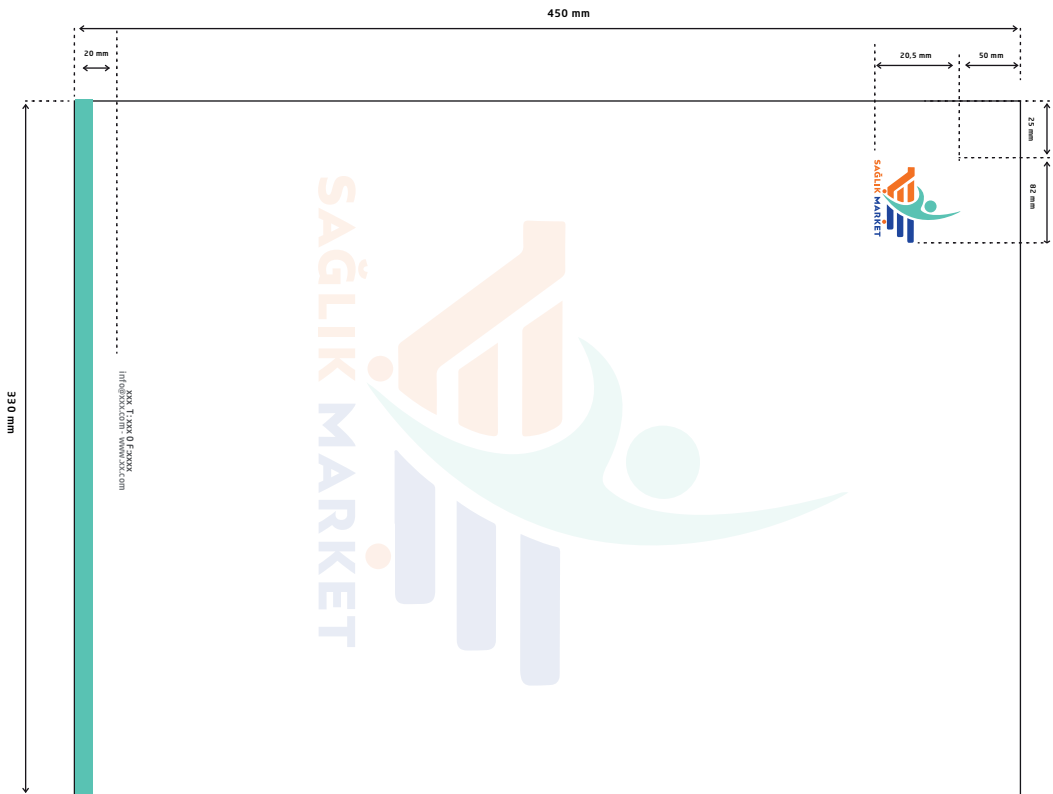 450 mm
20 mm
20,5 mm
50 mm
25 mm
82 mm
SAĞLIK MARKET
SAĞLIK MARKET
330 mm
xxx T: xxx 0 F:xxxx
info@xxx.com - www.xx.com